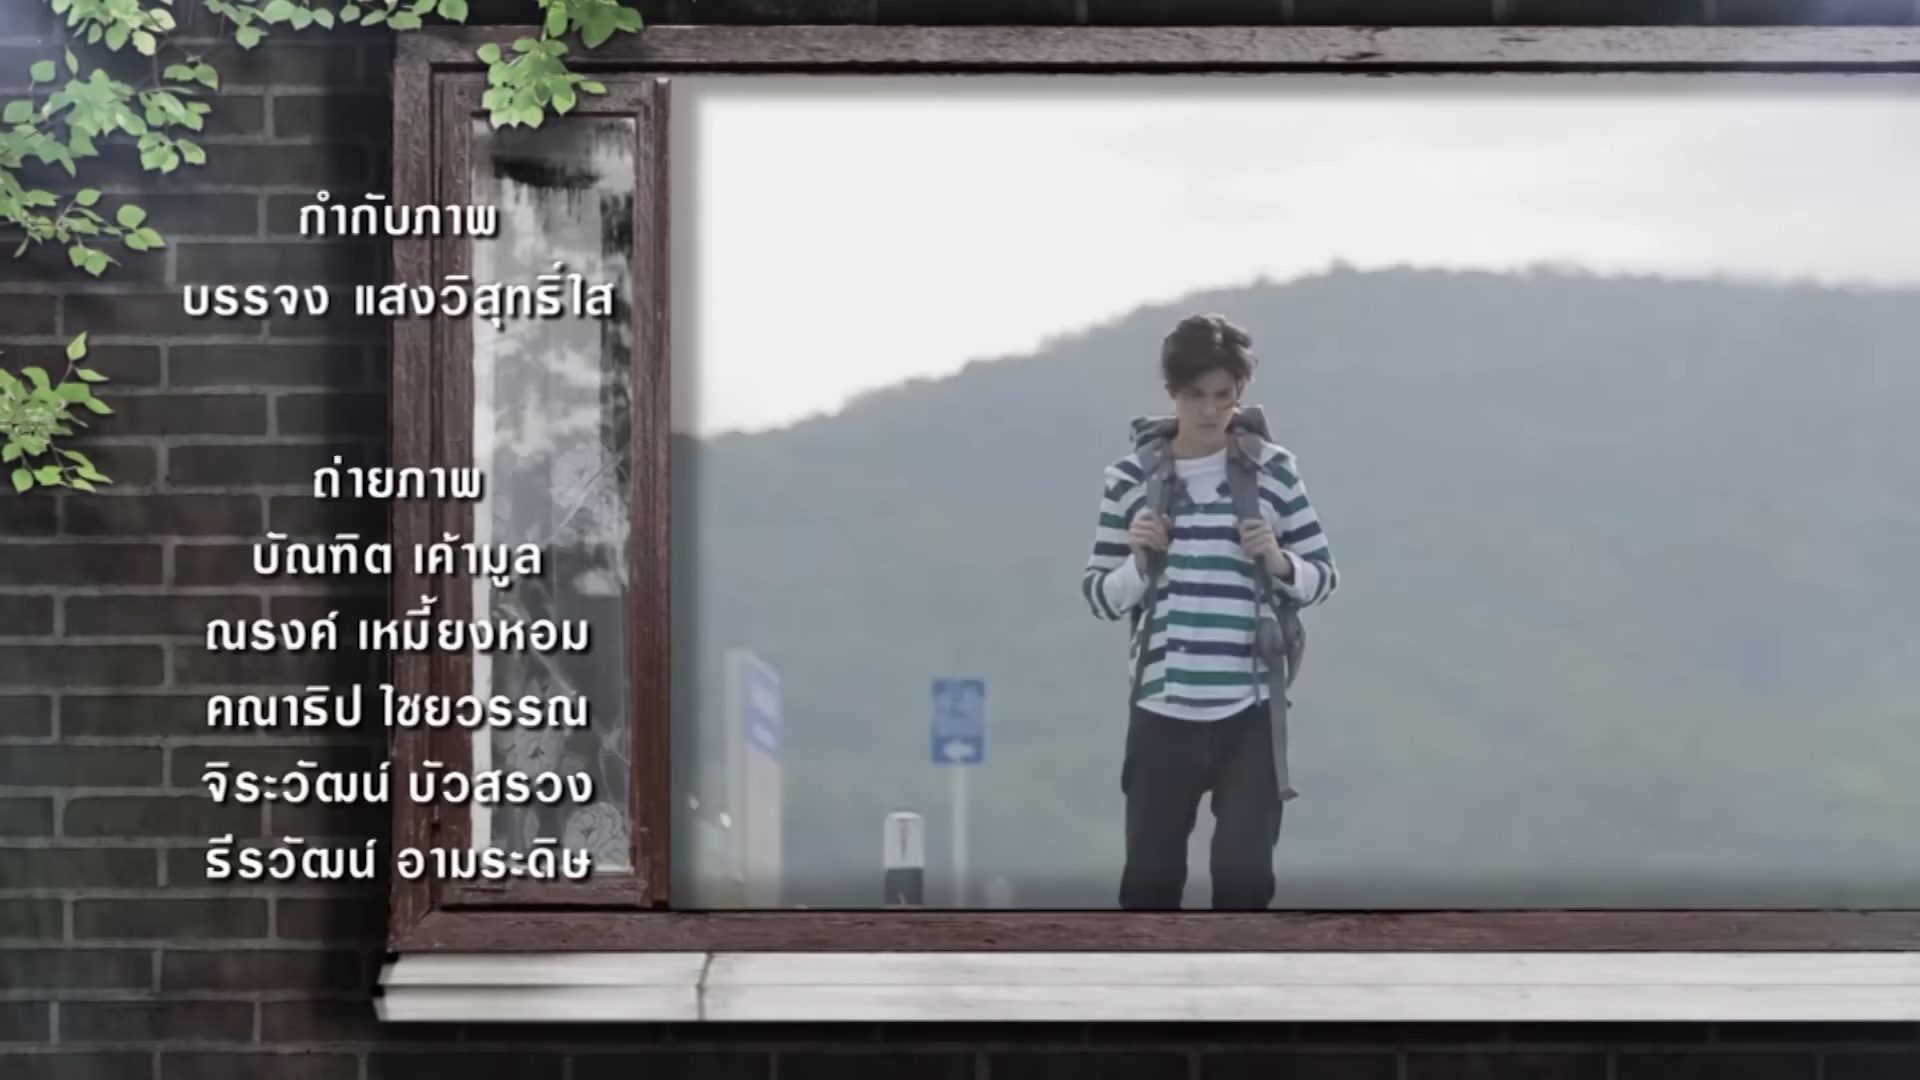 กำกับภาพ
บรรจง แสงวิสุทธิ์ใส
ถ่ายภาพ
บัณฑิต เค้ามูล
ณรงค์ เหมี้ยงหอม
คณาธิป ไชยวรรณ
จิระวัฒน์ บัวสรวง
ธีรวัฒน์ อามระดิษ